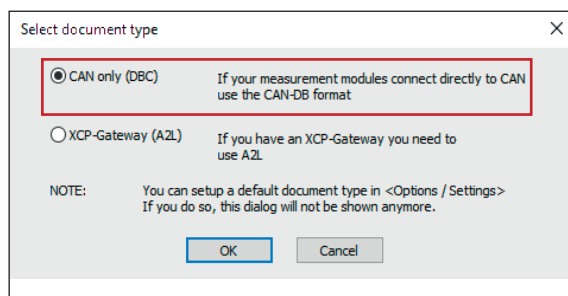 Select document type
CAN only (DBC)
If your measurement modules connect directly to CAN
use the CAN-DB format
XCP-Gateway (A2L)
If you have an XCP-Gateway you need to
use A2L
NOTE:
You can setup a default document type in <Options / Settings>
If you do so, this dialog will not be shown anymore.
OK
Cancel